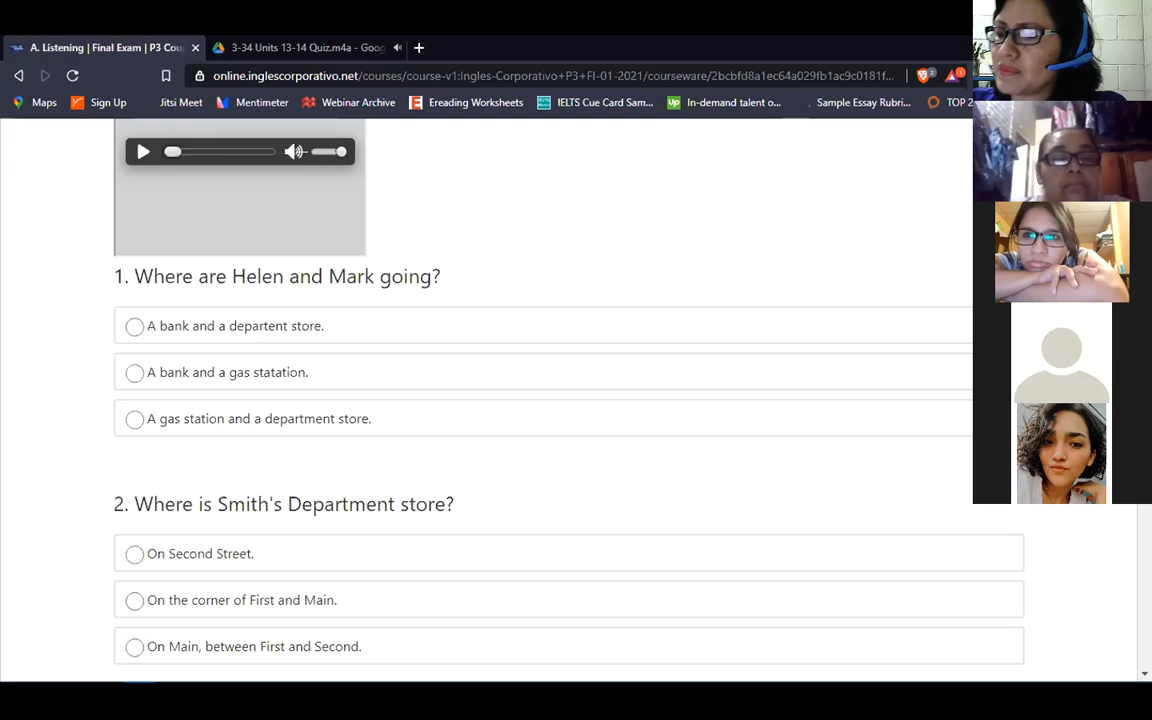 A. Listening | Final Exam | P3 Cou
3-34 Units 13-14 Quiz.m4a - Goog
online.inglescorporativo.net/courses/course-v1:Ingles-Corporativo+P3+FI-01-2021/courseware/2bcbfd8a1ec64a029fb1ac9c0181f...
Maps Sign Up Jitsi Meet Mentimeter Webinar Archive Ereading Worksheets IELTS Cue Card Sam... In-demand talent o... Sample Essay Rubri... TOP 2
1. Where are Helen and Mark going?
A bank and a departent store.
A bank and a gas statation.
A gas station and a department store.
2. Where is Smith's Department store?
On Second Street.
On the corner of First and Main.
On Main, between First and Second.